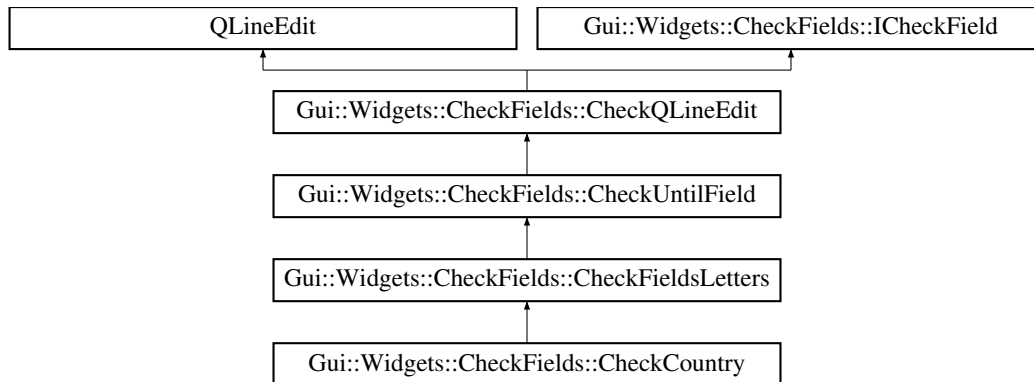 QLineEdit
Gui::Widgets::CheckFields::ICheckField
Gui::Widgets::CheckFields::CheckQLineEdit
Gui::Widgets::CheckFields::CheckUntilField
Gui::Widgets::CheckFields::CheckFieldsLetters
Gui::Widgets::CheckFields::CheckCountry